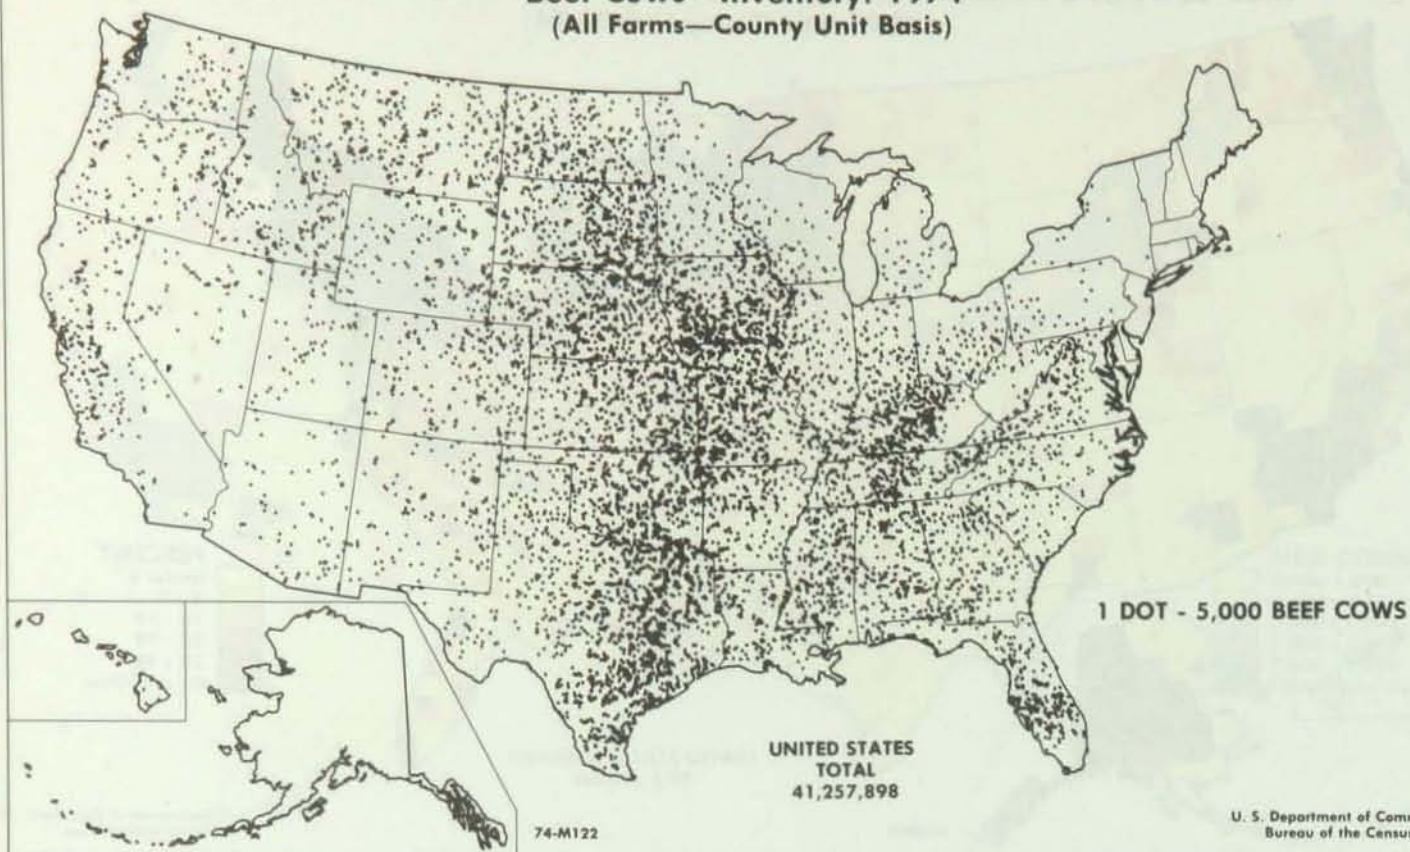 (All Farms—County Unit Basis)
1 DOT - 5,000 BEEF COWS
UNITED STATES
TOTAL
41,257,898
74-M122
U. S. Department of Comm
Bureau of the Census